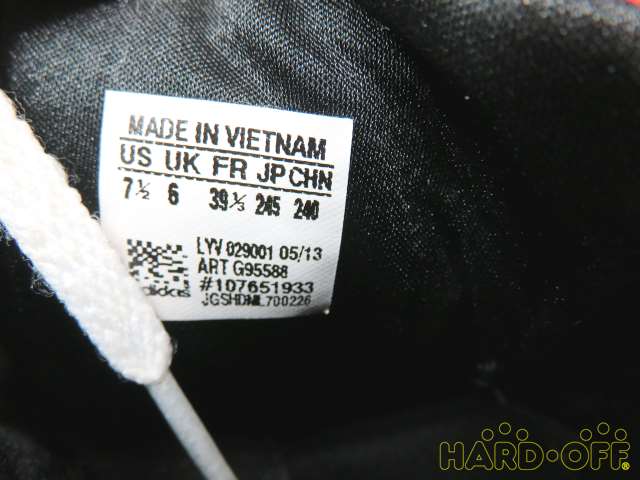 MADE IN VIETNAM
US UK FR JP CHN
7½ 6 39⅓ 245 240
LYV 029001 05/13
ART G95588
#107651933
JGSHDNL700226
adidas
HARD-OFF